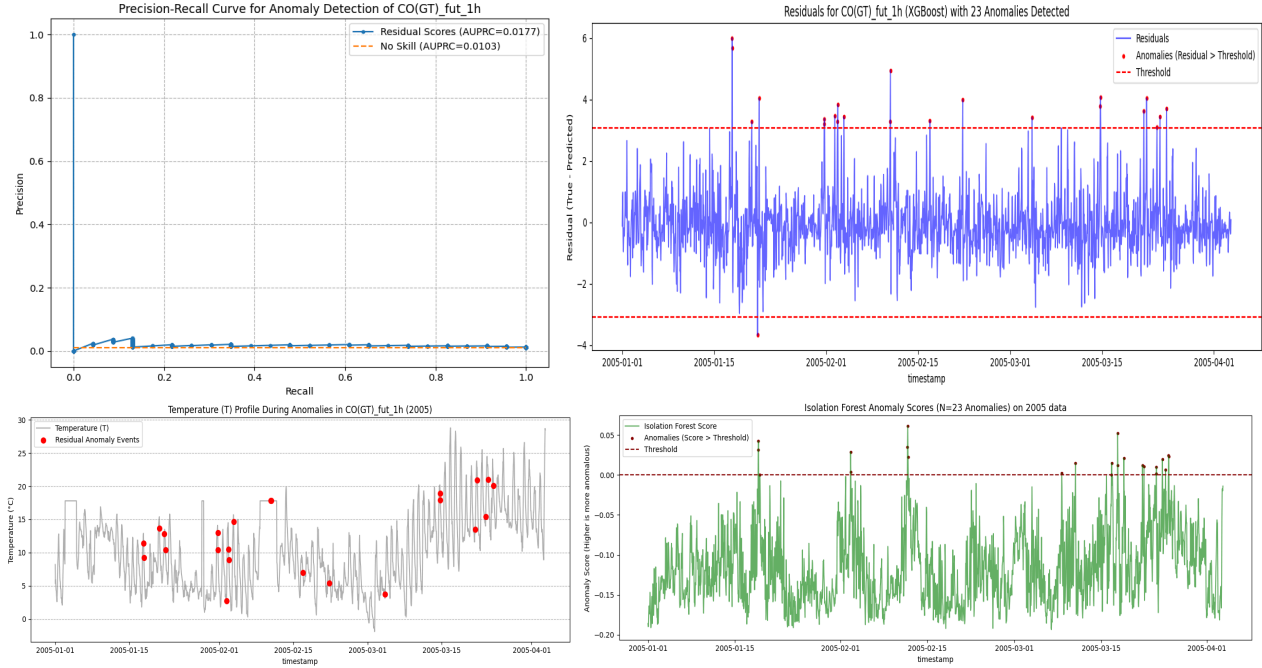 Precision-Recall Curve for Anomaly Detection of CO(GT)_fut_1h
Precision
1.0
0.8
0.6
0.4
0.2
0.0
Residual Scores (AUPRC=0.0177)
No Skill (AUPRC=0.0103)
0.0 0.2 0.4 0.6 0.8 1.0
Recall
Residuals for CO(GT)_fut_1h (XGBoost) with 23 Anomalies Detected
Residual (True - Predicted)
6
4
2
0
−2
−4
Residuals
Anomalies (Residual > Threshold)
Threshold
2005-01-01 2005-01-15 2005-02-01 2005-02-15 2005-03-01 2005-03-15 2005-04-01
timestamp
Temperature (T) Profile During Anomalies in CO(GT)_fut_1h (2005)
Temperature (°C)
30
25
20
15
10
5
0
Temperature (T)
Residual Anomaly Events
2005-01-01 2005-01-15 2005-02-01 2005-02-15 2005-03-01 2005-03-15 2005-04-01
timestamp
Isolation Forest Anomaly Scores (N=23 Anomalies) on 2005 data
Anomaly Score (Higher is more anomalous)
0.05
0.00
−0.05
−0.10
−0.15
−0.20
Isolation Forest Score
Anomalies (Score > Threshold)
Threshold
2005-01-01 2005-01-15 2005-02-01 2005-02-15 2005-03-01 2005-03-15 2005-04-01
timestamp